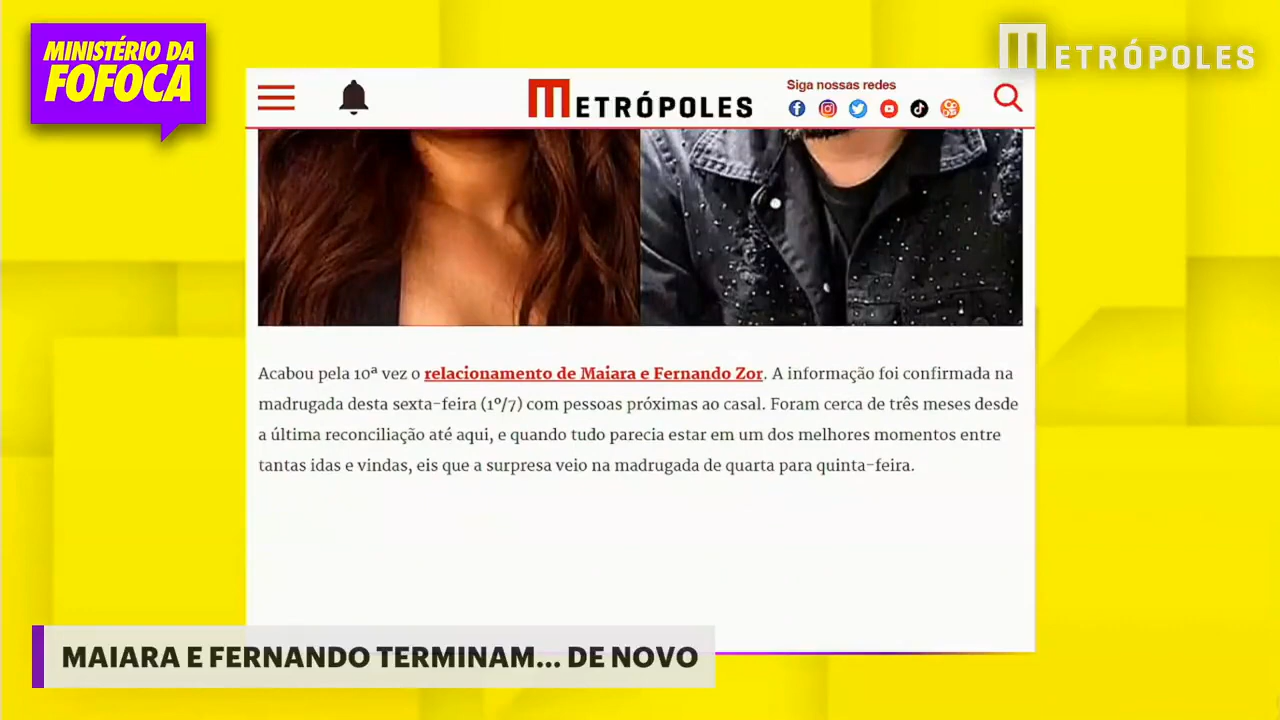 MINISTÉRIO DA
FOFOCA
METRÓPOLES
METRÓPOLES
Siga nossas redes
Acabou pela 10ª vez o relacionamento de Maiara e Fernando Zor. A informação foi confirmada na
madrugada desta sexta-feira (1º/7) com pessoas próximas ao casal. Foram cerca de três meses desde
a última reconciliação até aqui, e quando tudo parecia estar em um dos melhores momentos entre
tantas idas e vindas, eis que a surpresa veio na madrugada de quarta para quinta-feira.
MAIARA E FERNANDO TERMINAM... DE NOVO